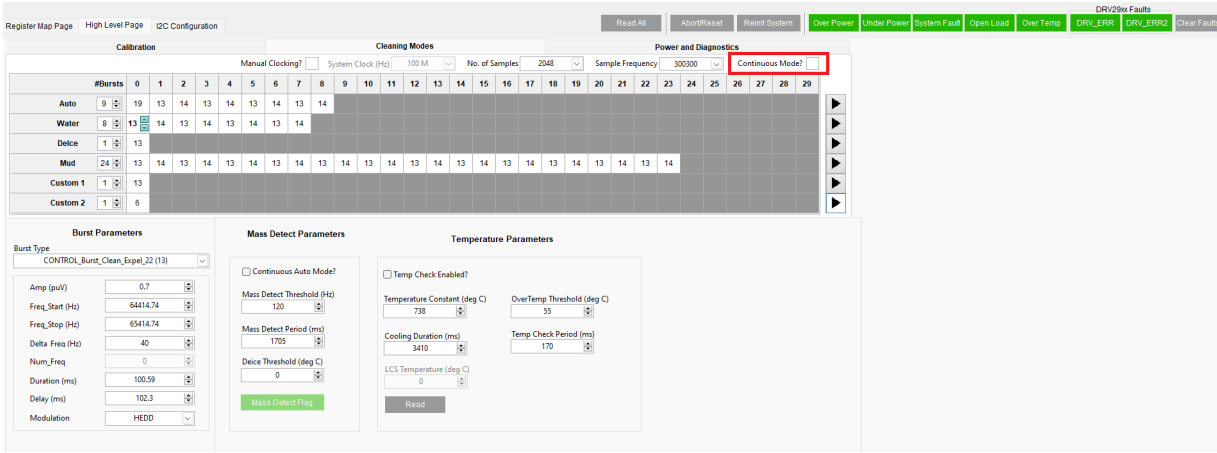 DRV29xx Faults
Register Map Page High Level Page I2C Configuration Read All Abort/Reset Reinit System Over Power Under Power System Fault Open Load Over Temp DRV_ERR DRV_ERR2 Clear Faults
Calibration Cleaning Modes Power and Diagnostics
Manual Clocking? System Clock (Hz) 100 M No. of Samples 2048 Sample Frequency 300300 Continuous Mode?
#Bursts 0 1 2 3 4 5 6 7 8 9 10 11 12 13 14 15 16 17 18 19 20 21 22 23 24 25 26 27 28 29
Auto 9 19 13 14 13 14 13 14 13 14
Water 8 13 14 13 14 13 14 13 14
Deice 1 13
Mud 24 13 14 13 14 13 14 13 14 13 14 13 14 13 14 13 14 13 14 13 14 13 14 13 14
Custom 1 1 13
Custom 2 1 6
Burst Parameters Mass Detect Parameters Temperature Parameters
Burst Type
CONTROL_Burst_Clean_Expel_22 (13)
Continuous Auto Mode? Temp Check Enabled?
Amp (puV) 0.7
Mass Detect Threshold (Hz) Temperature Constant (deg C) OverTemp Threshold (deg C)
Freq_Start (Hz) 64414.74 120 738 55
Freq_Stop (Hz) 65414.74
Mass Detect Period (ms) Cooling Duration (ms) Temp Check Period (ms)
Delta_Freq (Hz) 40 1705 3410 170
Num_Freq 0 Deice Threshold (deg C) LCS Temperature (deg C)
Duration (ms) 100.59 0 0
Delay (ms) 102.3 Mass Detect Flag Read
Modulation HEDD